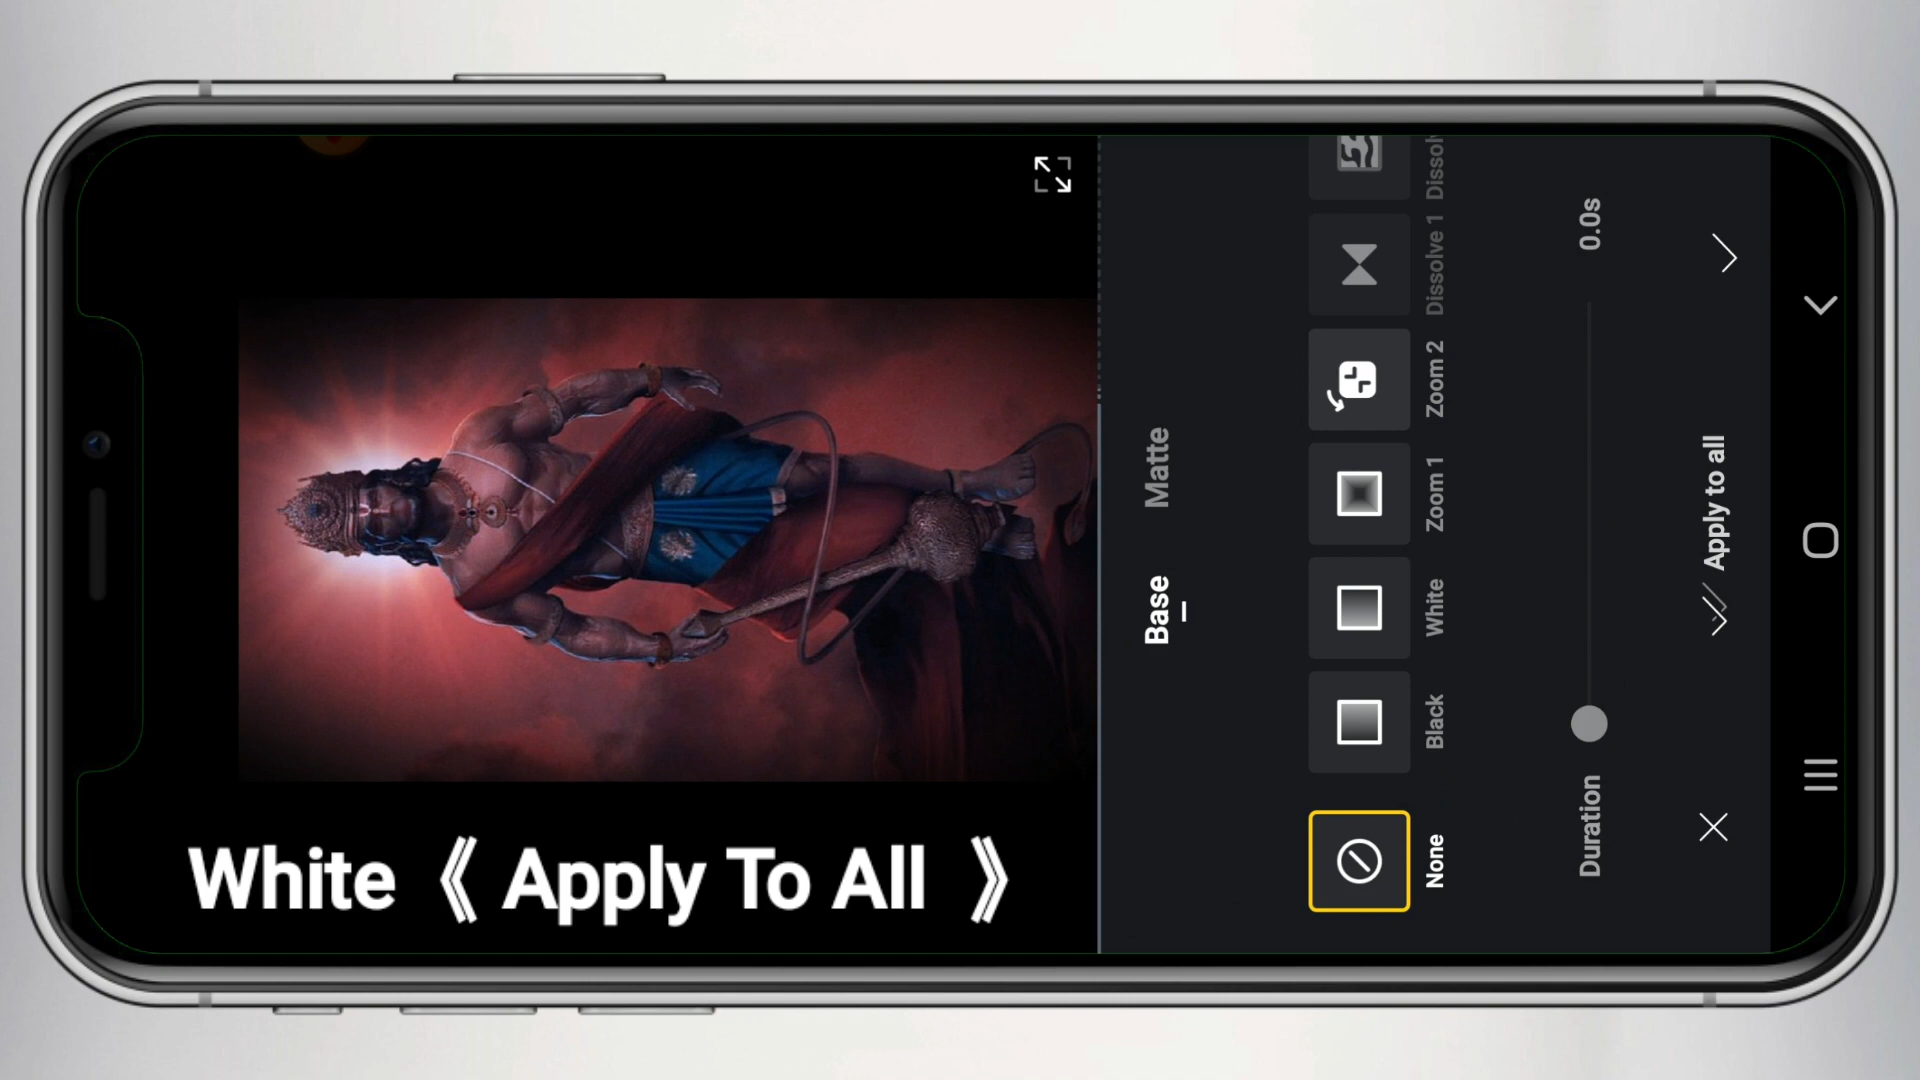 White 《 Apply To All 》
Base
Matte
None
Black
White
Zoom 1
Zoom 2
Dissolve 1
Dissol
Duration
0.0s
Apply to all